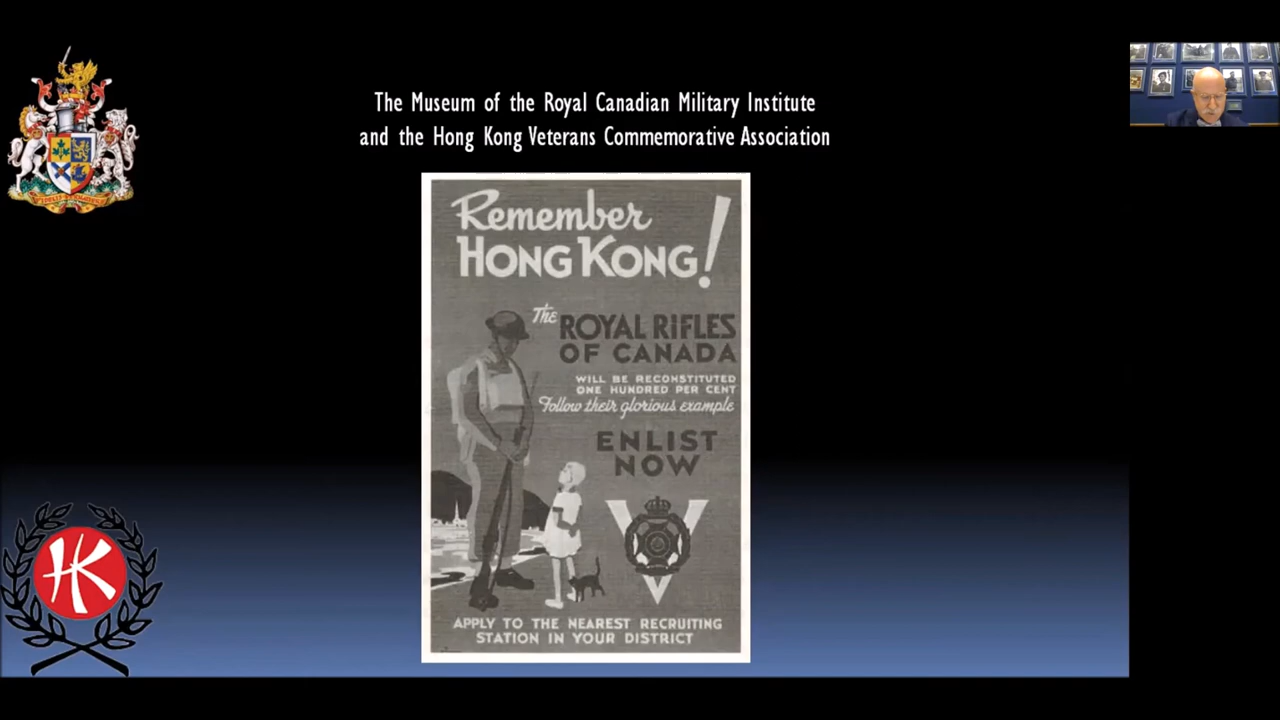 The Museum of the Royal Canadian Military Institute
and the Hong Kong Veterans Commemorative Association
Remember
HONG KONG!
The ROYAL RIFLES
OF CANADA
WILL BE RECONSTITUTED
ONE HUNDRED PER CENT
Follow their glorious example
ENLIST
NOW
APPLY TO THE NEAREST RECRUITING
STATION IN YOUR DISTRICT
HK